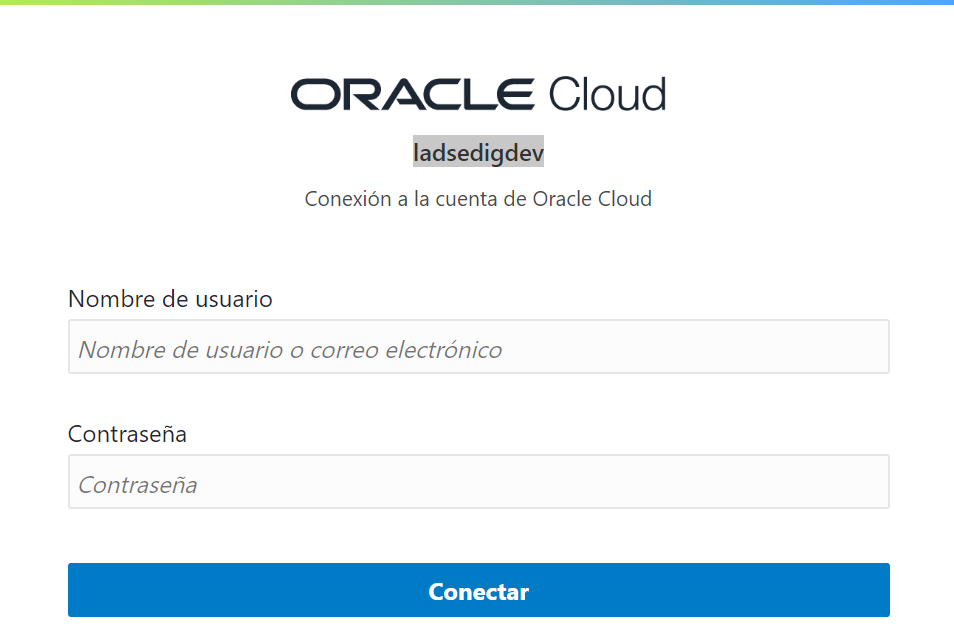 ORACLE Cloud
ladsedigdev
Conexión a la cuenta de Oracle Cloud
Nombre de usuario
Nombre de usuario o correo electrónico
Contraseña
Contraseña
Conectar